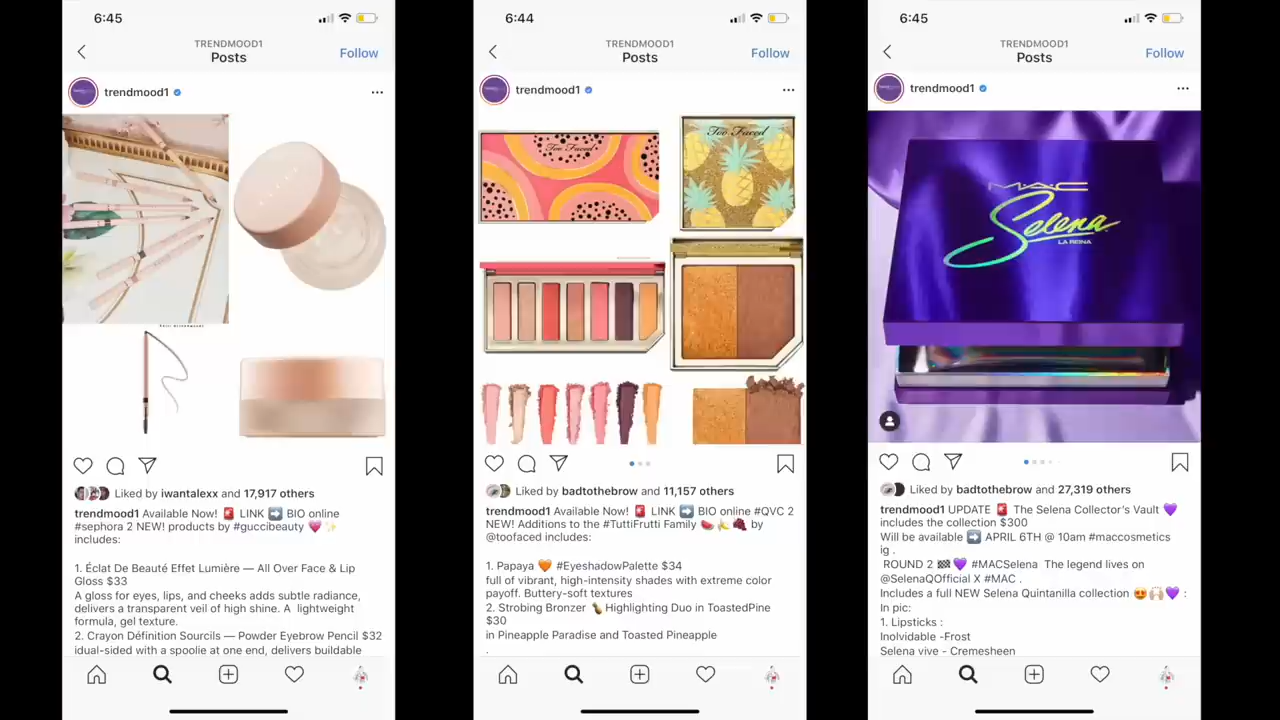 6:45
TRENDMOOD1
Posts
Follow
trendmood1
Liked by iwantalexx and 17,917 others
trendmood1 Available Now! 🚨 LINK ➡️ BIO online
#sephora 2 NEW! products by #guccibeauty 💗✨
includes:
1. Éclat De Beauté Effet Lumière — All Over Face & Lip
Gloss $33
A gloss for eyes, lips, and cheeks adds subtle radiance,
delivers a transparent veil of high shine. A lightweight
formula, gel texture.
2. Crayon Définition Sourcils — Powder Eyebrow Pencil $32
idual-sided with a spoolie at one end, delivers buildable
6:44
TRENDMOOD1
Posts
Follow
trendmood1
Too Faced
Too Faced
Liked by badtothebrow and 11,157 others
trendmood1 Available Now! 🚨 LINK ➡️ BIO online #QVC 2
NEW! Additions to the #TuttiFrutti Family 🍉🍌🍇 by
@toofaced includes:
1. Papaya 🧡 #EyeshadowPalette $34
full of vibrant, high-intensity shades with extreme color
payoff. Buttery-soft textures
2. Strobing Bronzer 🍍 Highlighting Duo in ToastedPine
$30
in Pineapple Paradise and Toasted Pineapple
.
6:45
TRENDMOOD1
Posts
Follow
trendmood1
MAC
Selena
LA REINA
Liked by badtothebrow and 27,319 others
trendmood1 UPDATE 🚨 The Selena Collector's Vault 💜
includes the collection $300
Will be available ➡️ APRIL 6TH @ 10am #maccosmetics
ig .
ROUND 2 🏁💜 #MACSelena The legend lives on
@SelenaQOfficial X #MAC .
Includes a full NEW Selena Quintanilla collection 😍🙌🏼💜 :
In pic:
1. Lipsticks :
Inolvidable -Frost
Selena vive - Cremesheen